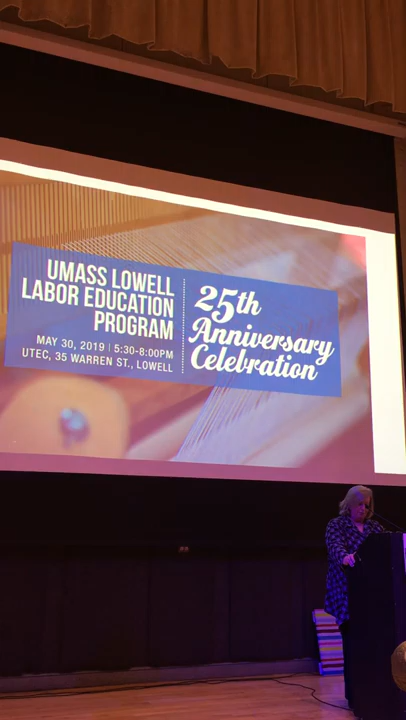 UMASS LOWELL
LABOR EDUCATION
PROGRAM
MAY 30, 2019 | 5:30-8:00PM
UTEC, 35 WARREN ST., LOWELL
25th
Anniversary
Celebration